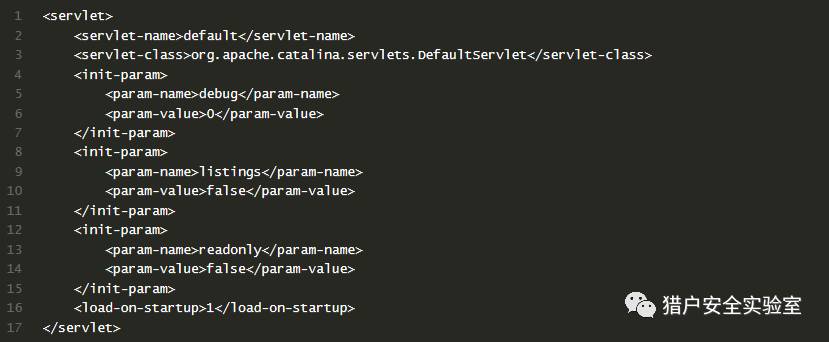 1 <servlet>
2     <servlet-name>default</servlet-name>
3     <servlet-class>org.apache.catalina.servlets.DefaultServlet</servlet-class>
4     <init-param>
5         <param-name>debug</param-name>
6         <param-value>0</param-value>
7     </init-param>
8     <init-param>
9         <param-name>listings</param-name>
10         <param-value>false</param-value>
11     </init-param>
12     <init-param>
13         <param-name>readonly</param-name>
14         <param-value>false</param-value>
15     </init-param>
16     <load-on-startup>1</load-on-startup>
17 </servlet>
猎户安全实验室